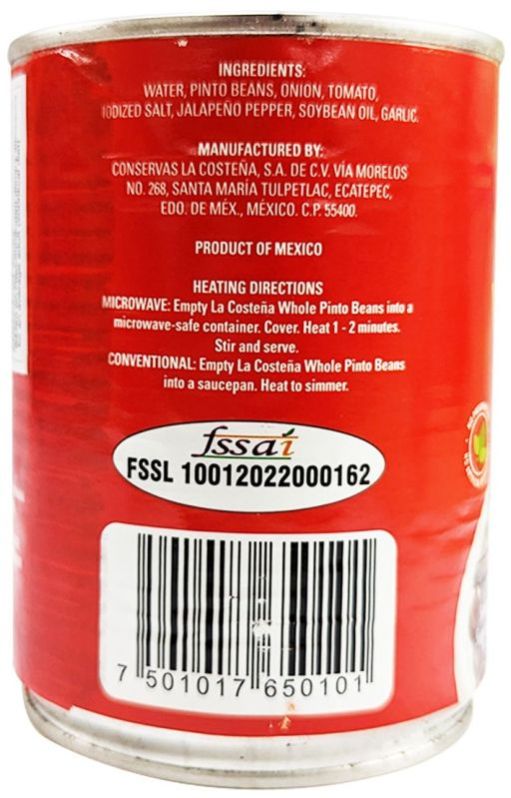 INGREDIENTS:
WATER, PINTO BEANS, ONION, TOMATO,
IODIZED SALT, JALAPEÑO PEPPER, SOYBEAN OIL, GARLIC.
MANUFACTURED BY:
CONSERVAS LA COSTEÑA, S.A. DE C.V. VÍA MORELOS
NO. 268, SANTA MARÍA TULPETLAC, ECATEPEC,
EDO. DE MÉX., MÉXICO. C.P. 55400.
PRODUCT OF MEXICO
HEATING DIRECTIONS
MICROWAVE: Empty La Costeña Whole Pinto Beans into a
microwave-safe container. Cover. Heat 1 - 2 minutes.
Stir and serve.
CONVENTIONAL: Empty La Costeña Whole Pinto Beans
into a saucepan. Heat to simmer.
fssai
FSSL 10012022000162
7 501017 650101